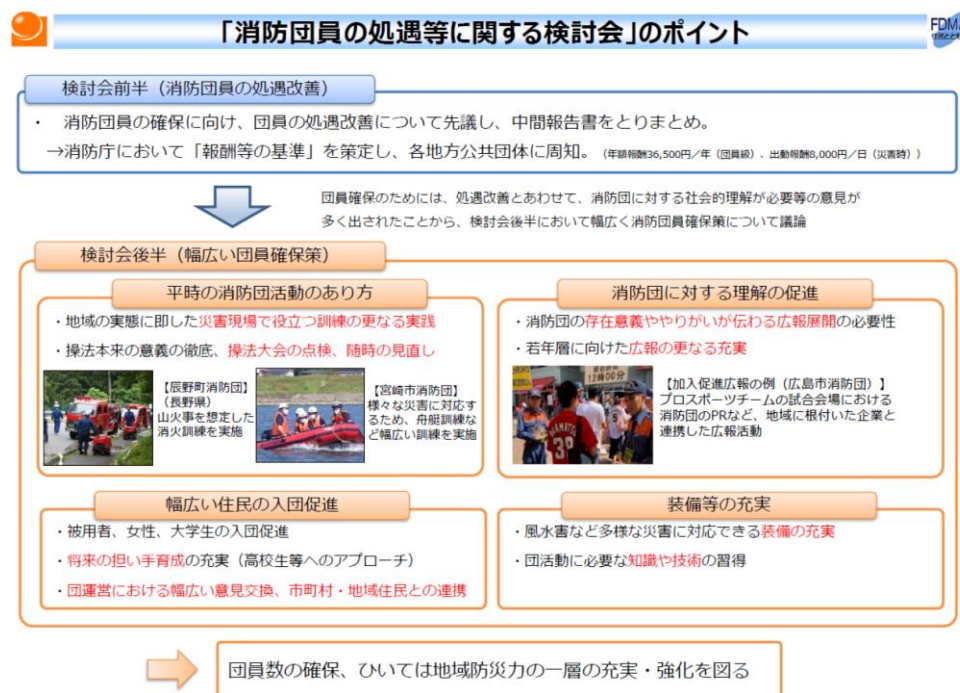 「消防団員の処遇等に関する検討会」のポイント
FDMA
検討会前半（消防団員の処遇改善）
・　消防団員の確保に向け、団員の処遇改善について先議し、中間報告書をとりまとめ。
→消防庁において「報酬等の基準」を策定し、各地方公共団体に周知。（年額報酬36,500円／年（団員級）、出動報酬8,000円／日（災害時））
団員確保のためには、処遇改善とあわせて、消防団に対する社会的理解が必要等の意見が
多く出されたことから、検討会後半において幅広く消防団員確保策について議論
検討会後半（幅広い団員確保策）
平時の消防団活動のあり方
・地域の実態に即した災害現場で役立つ訓練の更なる実践
・操法本来の意義の徹底、操法大会の点検、随時の見直し
【辰野町消防団】
（長野県）
山火事を想定した
消火訓練を実施
【宮崎市消防団】
様々な災害に対応す
るため、舟艇訓練な
ど幅広い訓練を実施
消防団に対する理解の促進
・消防団の存在意義ややりがいが伝わる広報展開の必要性
・若年層に向けた広報の更なる充実
12時00分
38
【加入促進広報の例（広島市消防団）】
プロスポーツチームの試合会場における
消防団のPRなど、地域に根付いた企業と
連携した広報活動
幅広い住民の入団促進
・被用者、女性、大学生の入団促進
・将来の担い手育成の充実（高校生等へのアプローチ）
・団運営における幅広い意見交換、市町村・地域住民との連携
装備等の充実
・風水害など多様な災害に対応できる装備の充実
・団活動に必要な知識や技術の習得
団員数の確保、ひいては地域防災力の一層の充実・強化を図る